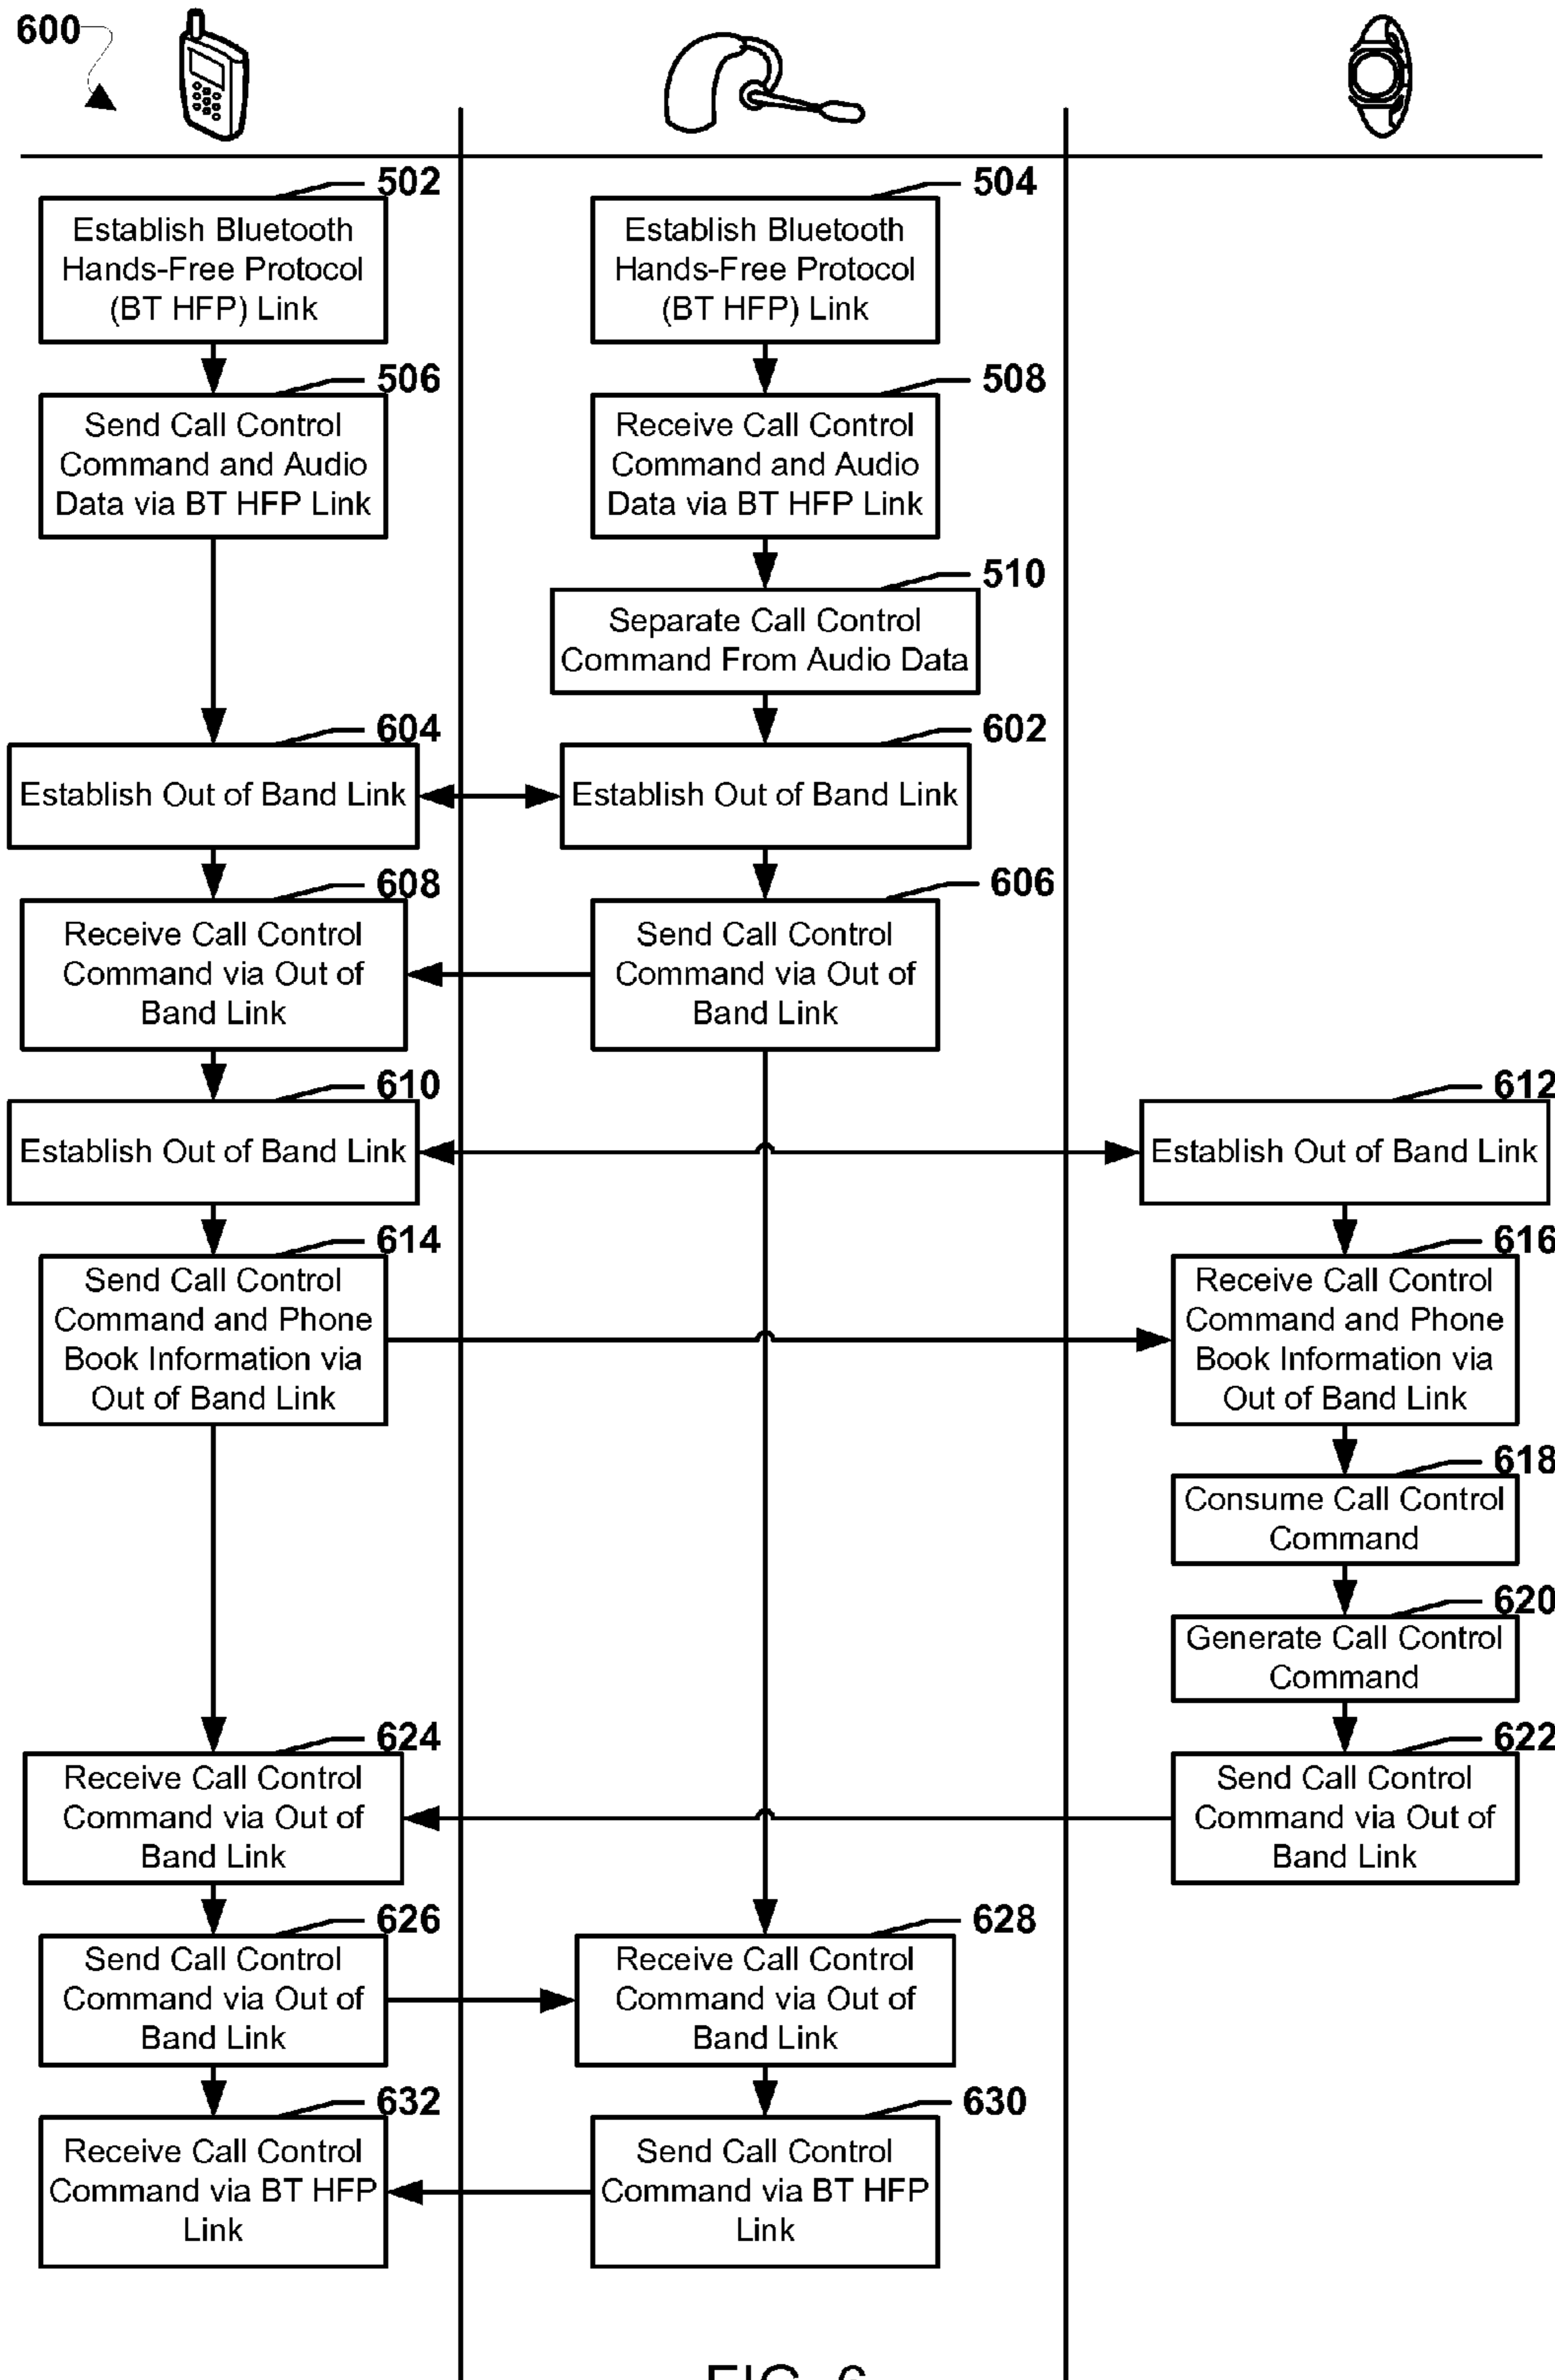 600
502
Establish Bluetooth
Hands-Free Protocol
(BT HFP) Link
504
Establish Bluetooth
Hands-Free Protocol
(BT HFP) Link
506
Send Call Control
Command and Audio
Data via BT HFP Link
508
Receive Call Control
Command and Audio
Data via BT HFP Link
510
Separate Call Control
Command From Audio Data
604
Establish Out of Band Link
602
Establish Out of Band Link
608
Receive Call Control
Command via Out of
Band Link
606
Send Call Control
Command via Out of
Band Link
610
Establish Out of Band Link
612
Establish Out of Band Link
614
Send Call Control
Command and Phone
Book Information via
Out of Band Link
616
Receive Call Control
Command and Phone
Book Information via
Out of Band Link
618
Consume Call Control
Command
620
Generate Call Control
Command
624
Receive Call Control
Command via Out of
Band Link
622
Send Call Control
Command via Out of
Band Link
626
Send Call Control
Command via Out of
Band Link
628
Receive Call Control
Command via Out of
Band Link
632
Receive Call Control
Command via BT HFP
Link
630
Send Call Control
Command via BT HFP
Link
FIG. 6